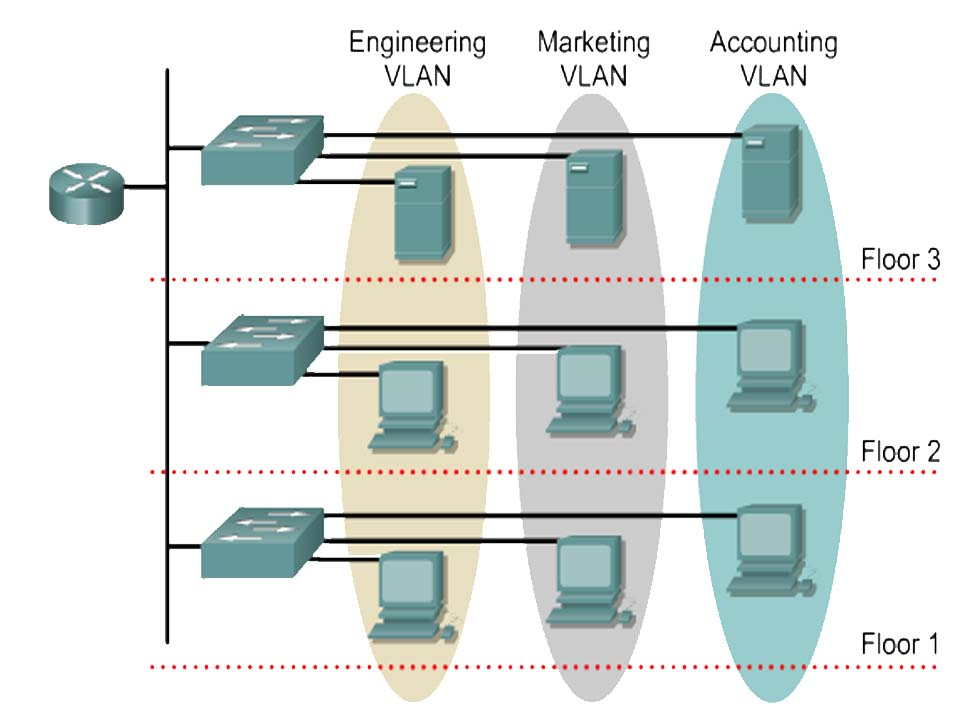 Engineering
VLAN
Marketing
VLAN
Accounting
VLAN
Floor 3
Floor 2
Floor 1